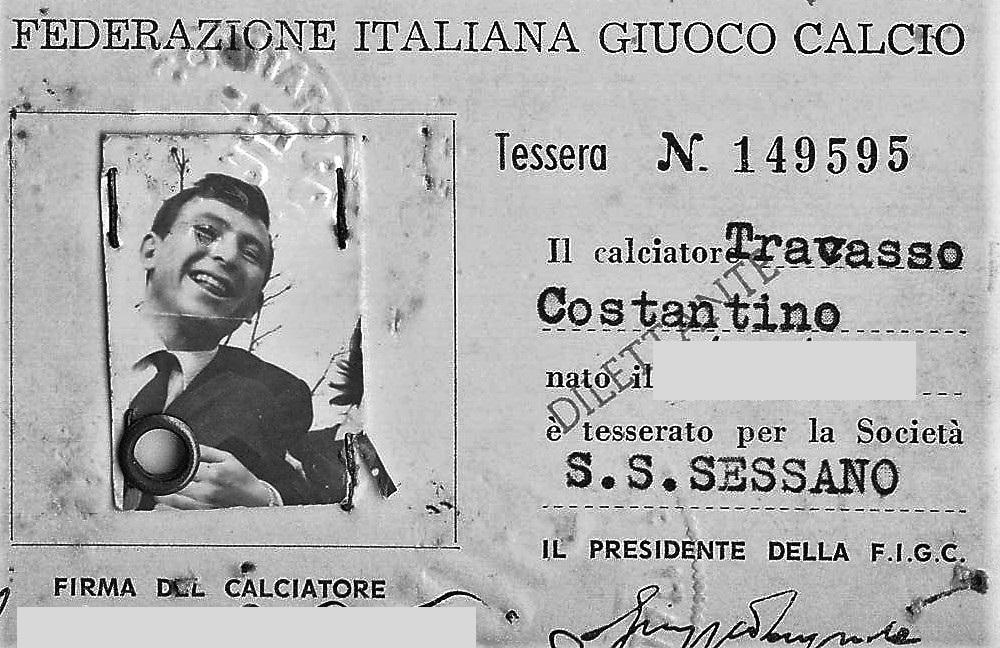 FEDERAZIONE ITALIANA GIUOCO CALCIO
Tessera N. 149595
Il calciatore Travasso
Costantino
nato il
DILETTANTE
è tesserato per la Società
S.S.SESSANO
IL PRESIDENTE DELLA F.I.G.C.
FIRMA DEL CALCIATORE